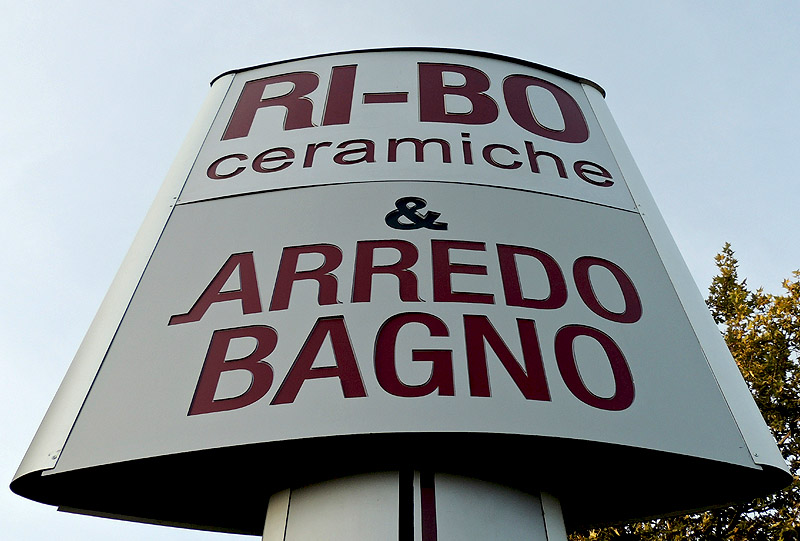 RI-BO
ceramiche
&
ARREDO
BAGNO